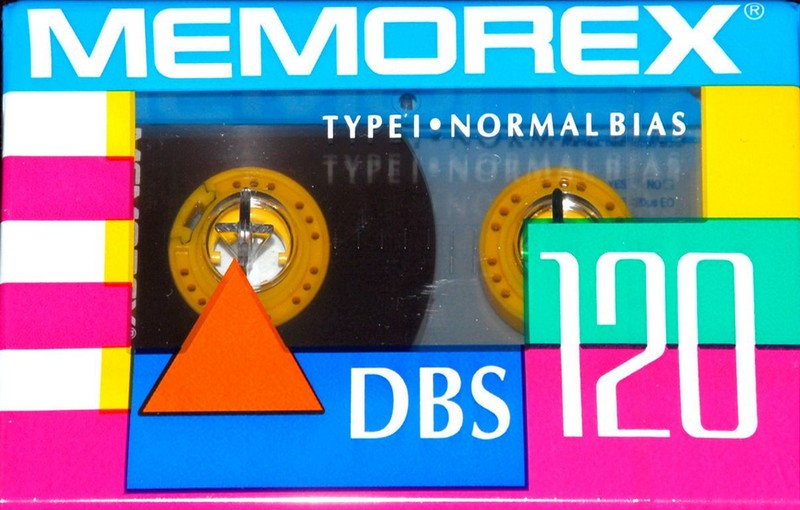 MEMOREX®
TYPE I • NORMAL BIAS
DBS
120